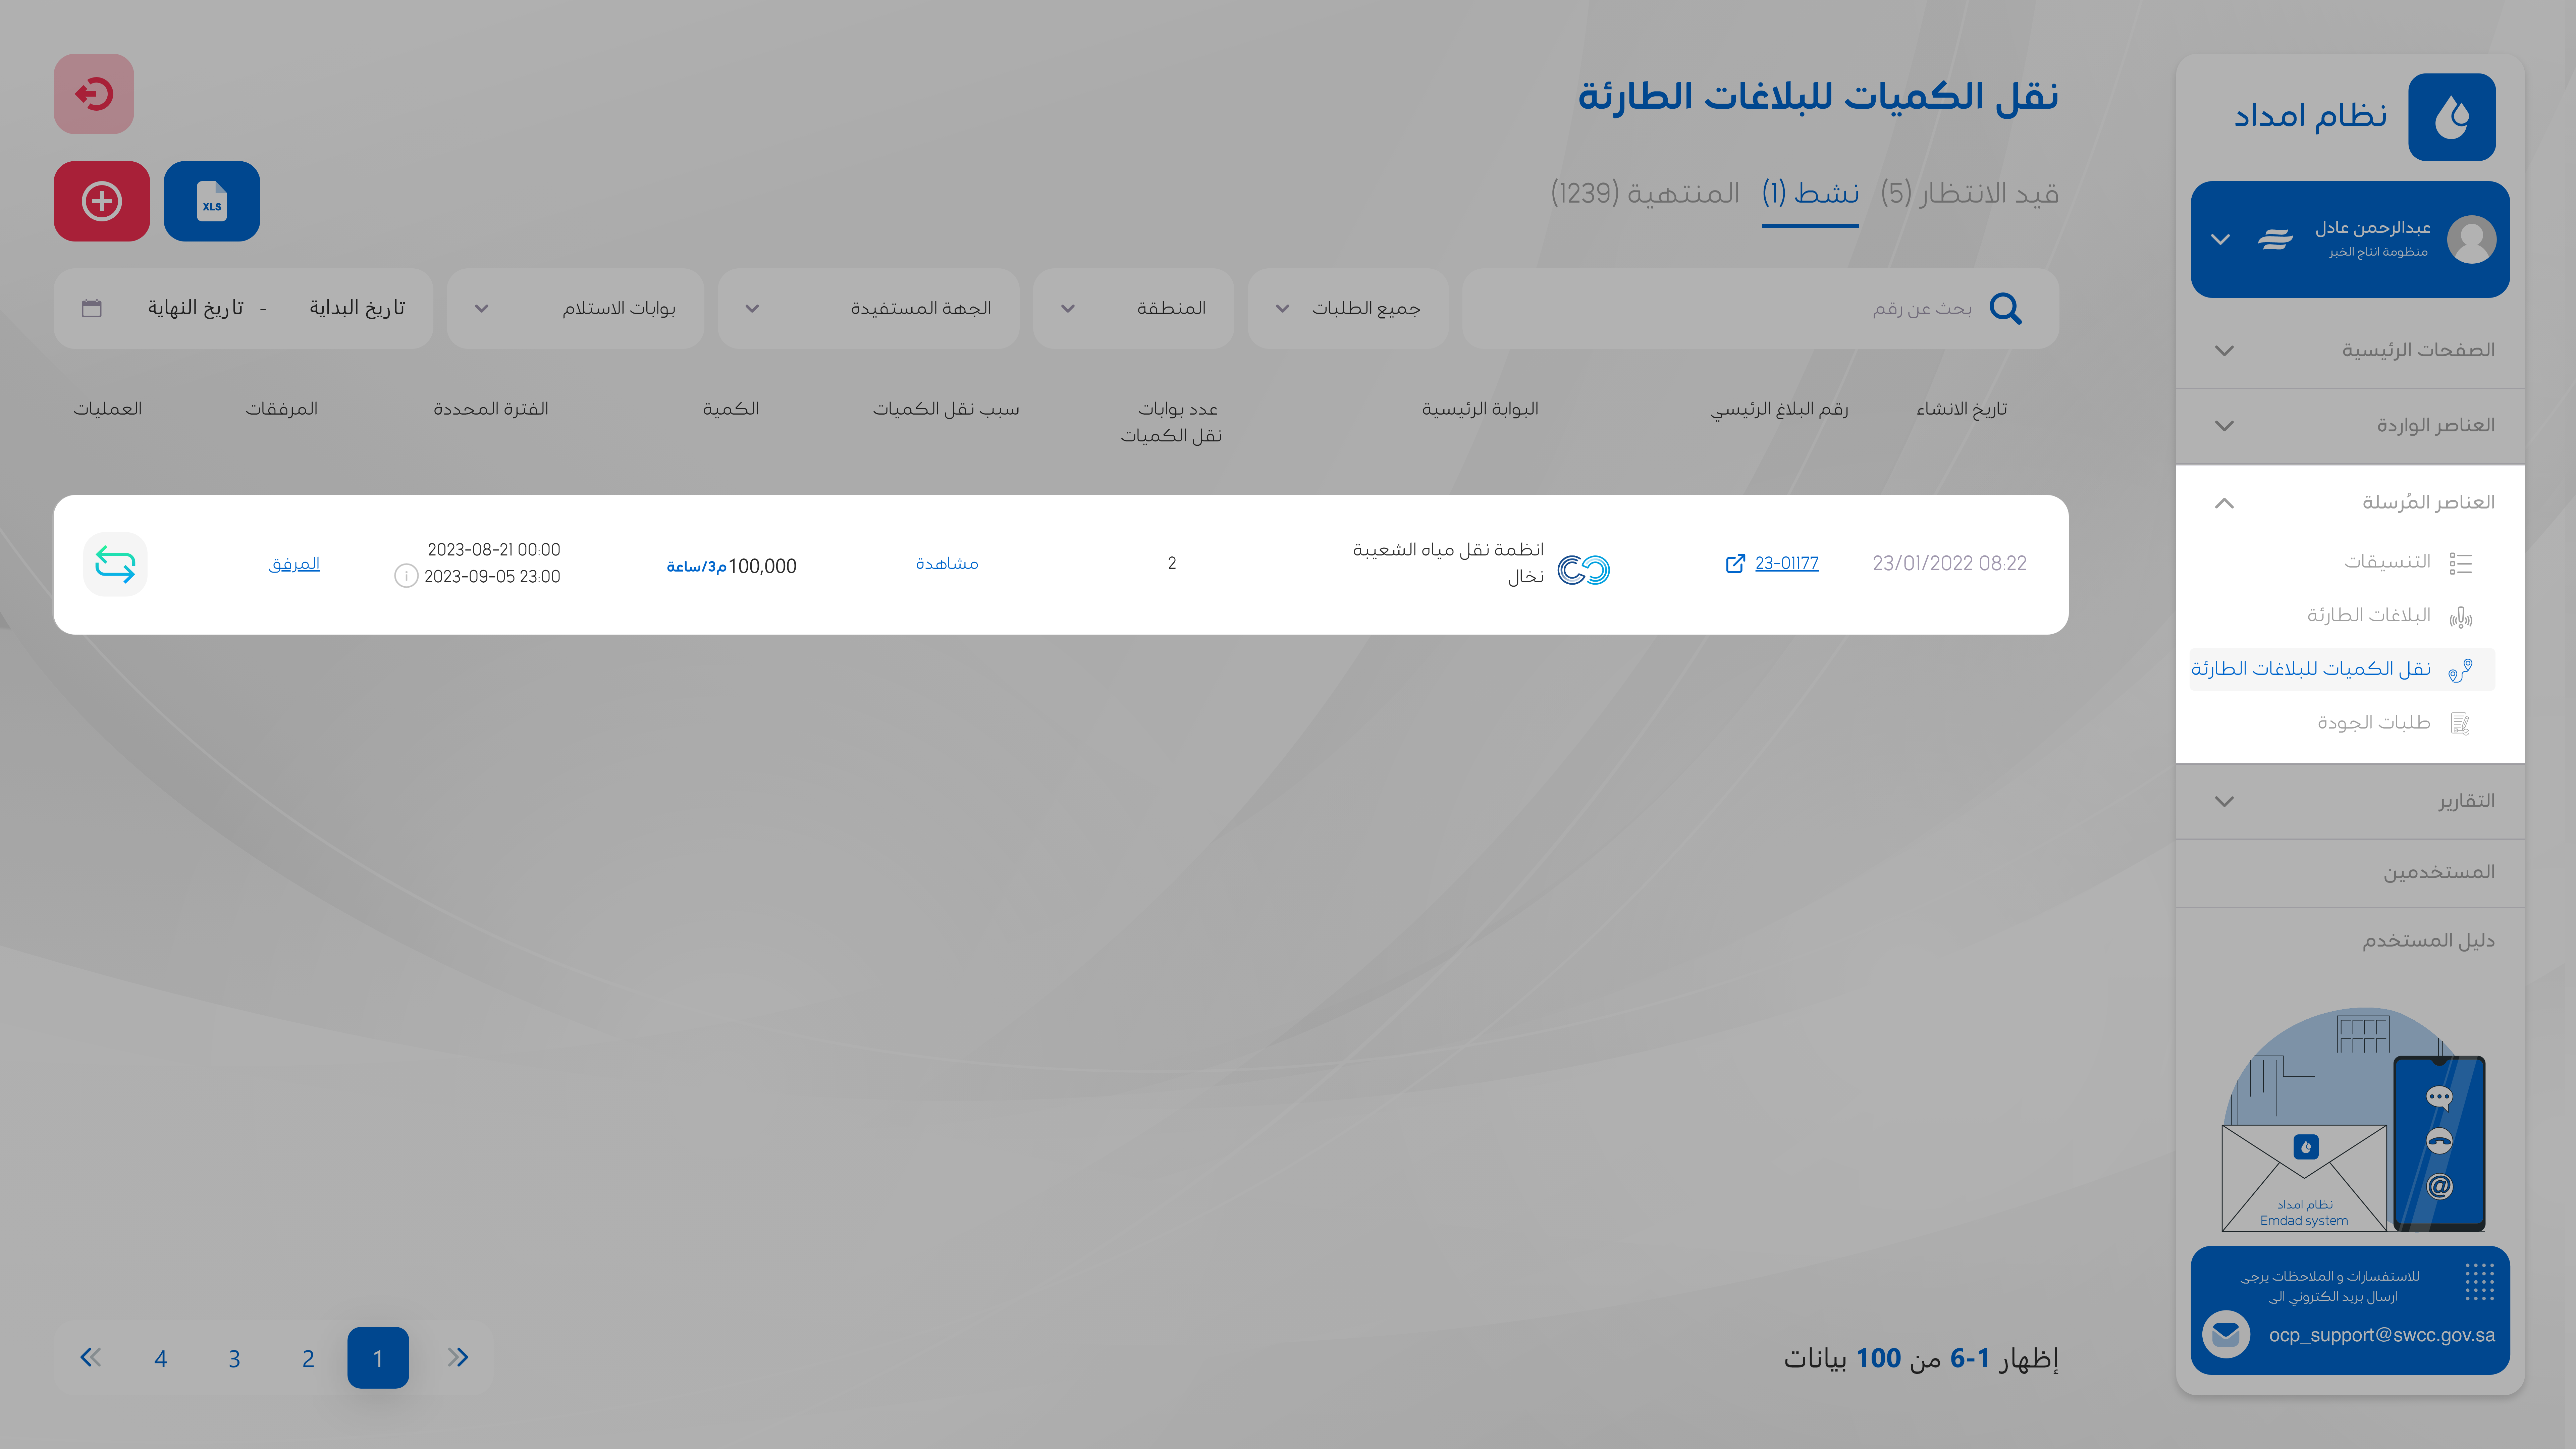 نظام امداد
عبدالرحمن عادل
منظومة انتاج الخبر
الصفحات الرئيسية
العناصر الواردة
العناصر المُرسلة
التنسيقات
البلاغات الطارئة
نقل الكميات للبلاغات الطارئة
طلبات الجودة
التقارير
المستخدمين
دليل المستخدم
نظام امداد
Emdad system
للاستفسارات و الملاحظات يرجى
ارسال بريد الكتروني الى
ocp_support@swcc.gov.sa
نقل الكميات للبلاغات الطارئة
قيد الانتظار (5) نشط (1) المنتهية (1239)
XLS
بحث عن رقم جميع الطلبات المنطقة الجهة المستفيدة بوابات الاستلام تاريخ البداية - تاريخ النهاية
تاريخ الانشاء رقم البلاغ الرئيسي البوابة الرئيسية عدد بوابات نقل الكميات سبب نقل الكميات الكمية الفترة المحددة المرفقات العمليات
23/01/2022 08:22
23-01177
انظمة نقل مياه الشعيبة
نخال
2
مشاهدة
100,000م3/ساعة
2023-08-21 00:00
2023-09-05 23:00
المرفق
إظهار 1-6 من 100 بيانات
1 2 3 4